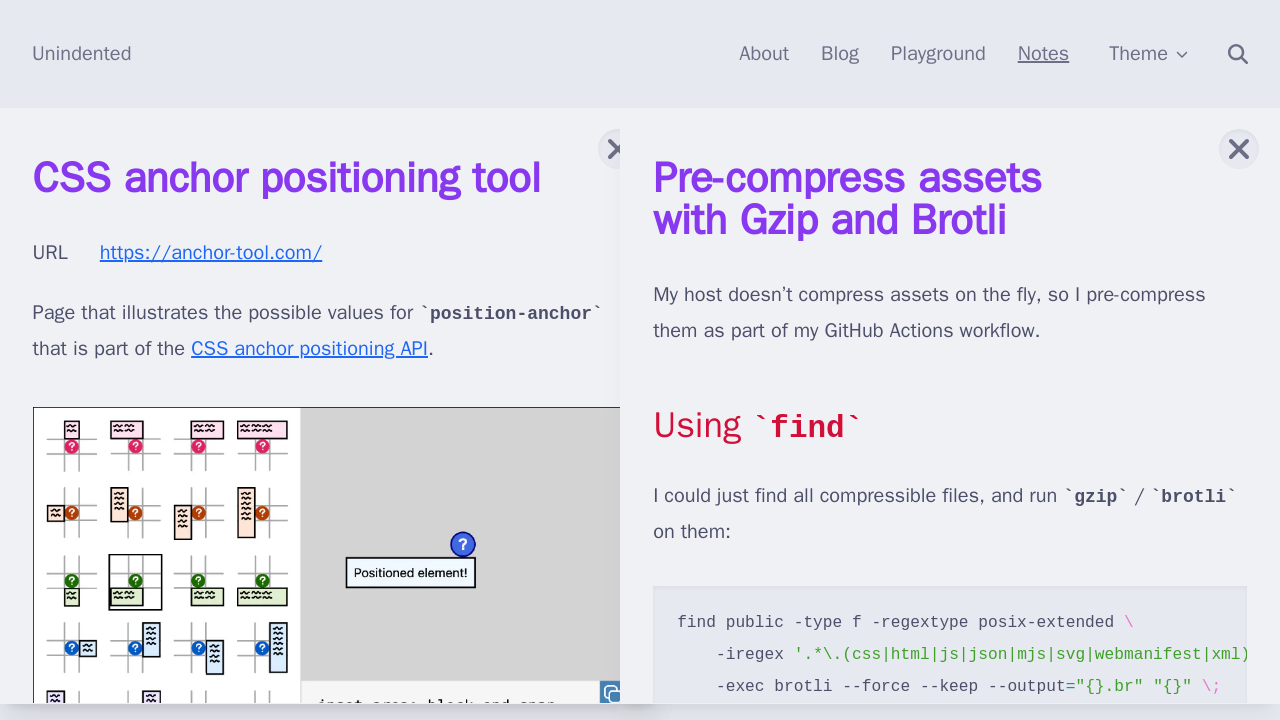 Unindented
About Blog Playground Notes Theme
CSS anchor positioning tool
URL https://anchor-tool.com/
Page that illustrates the possible values for `position-anchor`
that is part of the CSS anchor positioning API.
Positioned element!
Pre-compress assets
with Gzip and Brotli
My host doesn’t compress assets on the fly, so I pre-compress
them as part of my GitHub Actions workflow.
Using `find`
I could just find all compressible files, and run `gzip` / `brotli`
on them:
find public -type f -regextype posix-extended \
-iregex '.*\.(css|html|js|json|mjs|svg|webmanifest|xml)
-exec brotli --force --keep --output="{}.br" "{}" \;